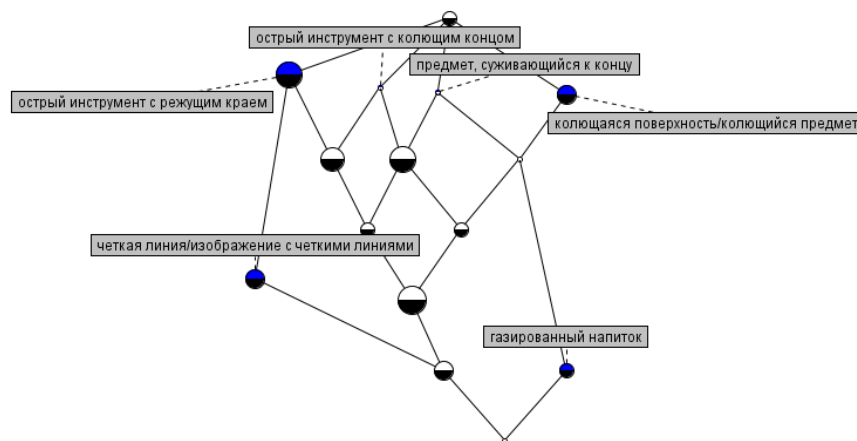 острый инструмент с колющим концом
предмет, суживающийся к концу
острый инструмент с режущим краем
колющаяся поверхность/колющийся предмет
четкая линия/изображение с четкими линиями
газированный напиток